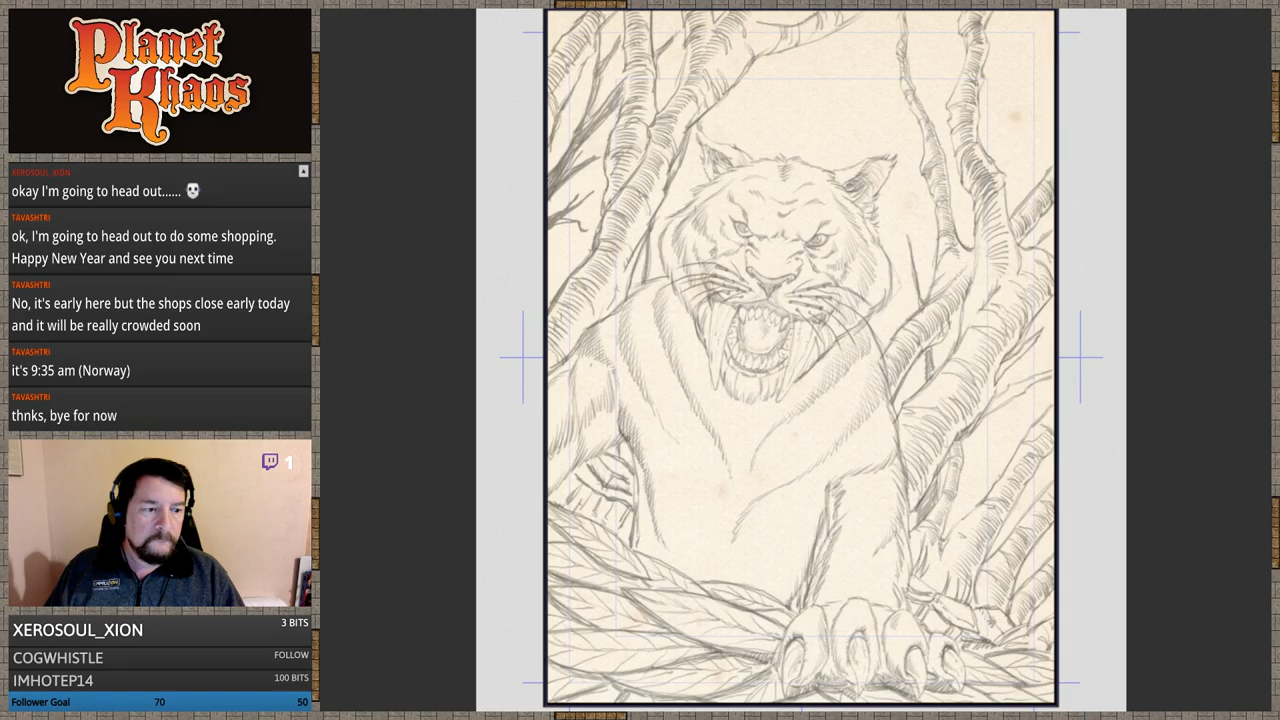 Planet
Khaos
XEROSOUL_XION
okay I'm going to head out......
TAVASHTRI
ok, I'm going to head out to do some shopping.
Happy New Year and see you next time
TAVASHTRI
No, it's early here but the shops close early today
and it will be really crowded soon
TAVASHTRI
it's 9:35 am (Norway)
TAVASHTRI
thnks, bye for now
1
XEROSOUL_XION 3 BITS
COGWHISTLE FOLLOW
IMHOTEP14 100 BITS
Follower Goal 70 50